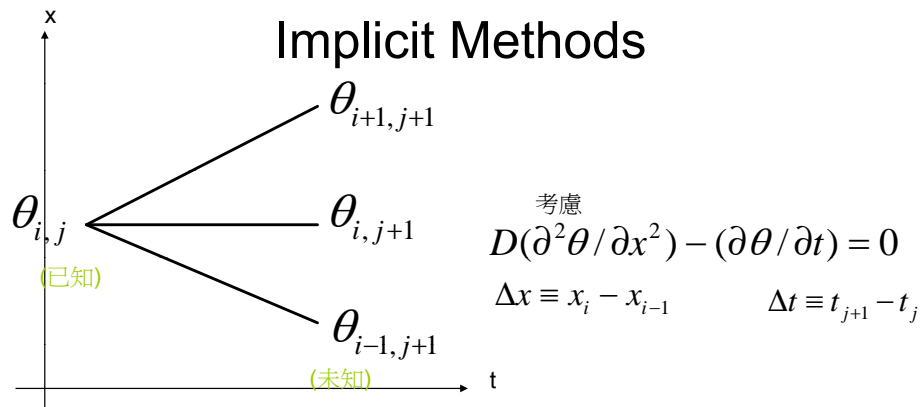 x
Implicit Methods
θ_{i+1,j+1}
θ_{i,j}
(已知)
θ_{i,j+1}
θ_{i−1,j+1}
(未知)
t
考慮
D(∂²θ/∂x²)−(∂θ/∂t)=0
Δx≡x_i−x_{i−1} Δt≡t_{j+1}−t_j